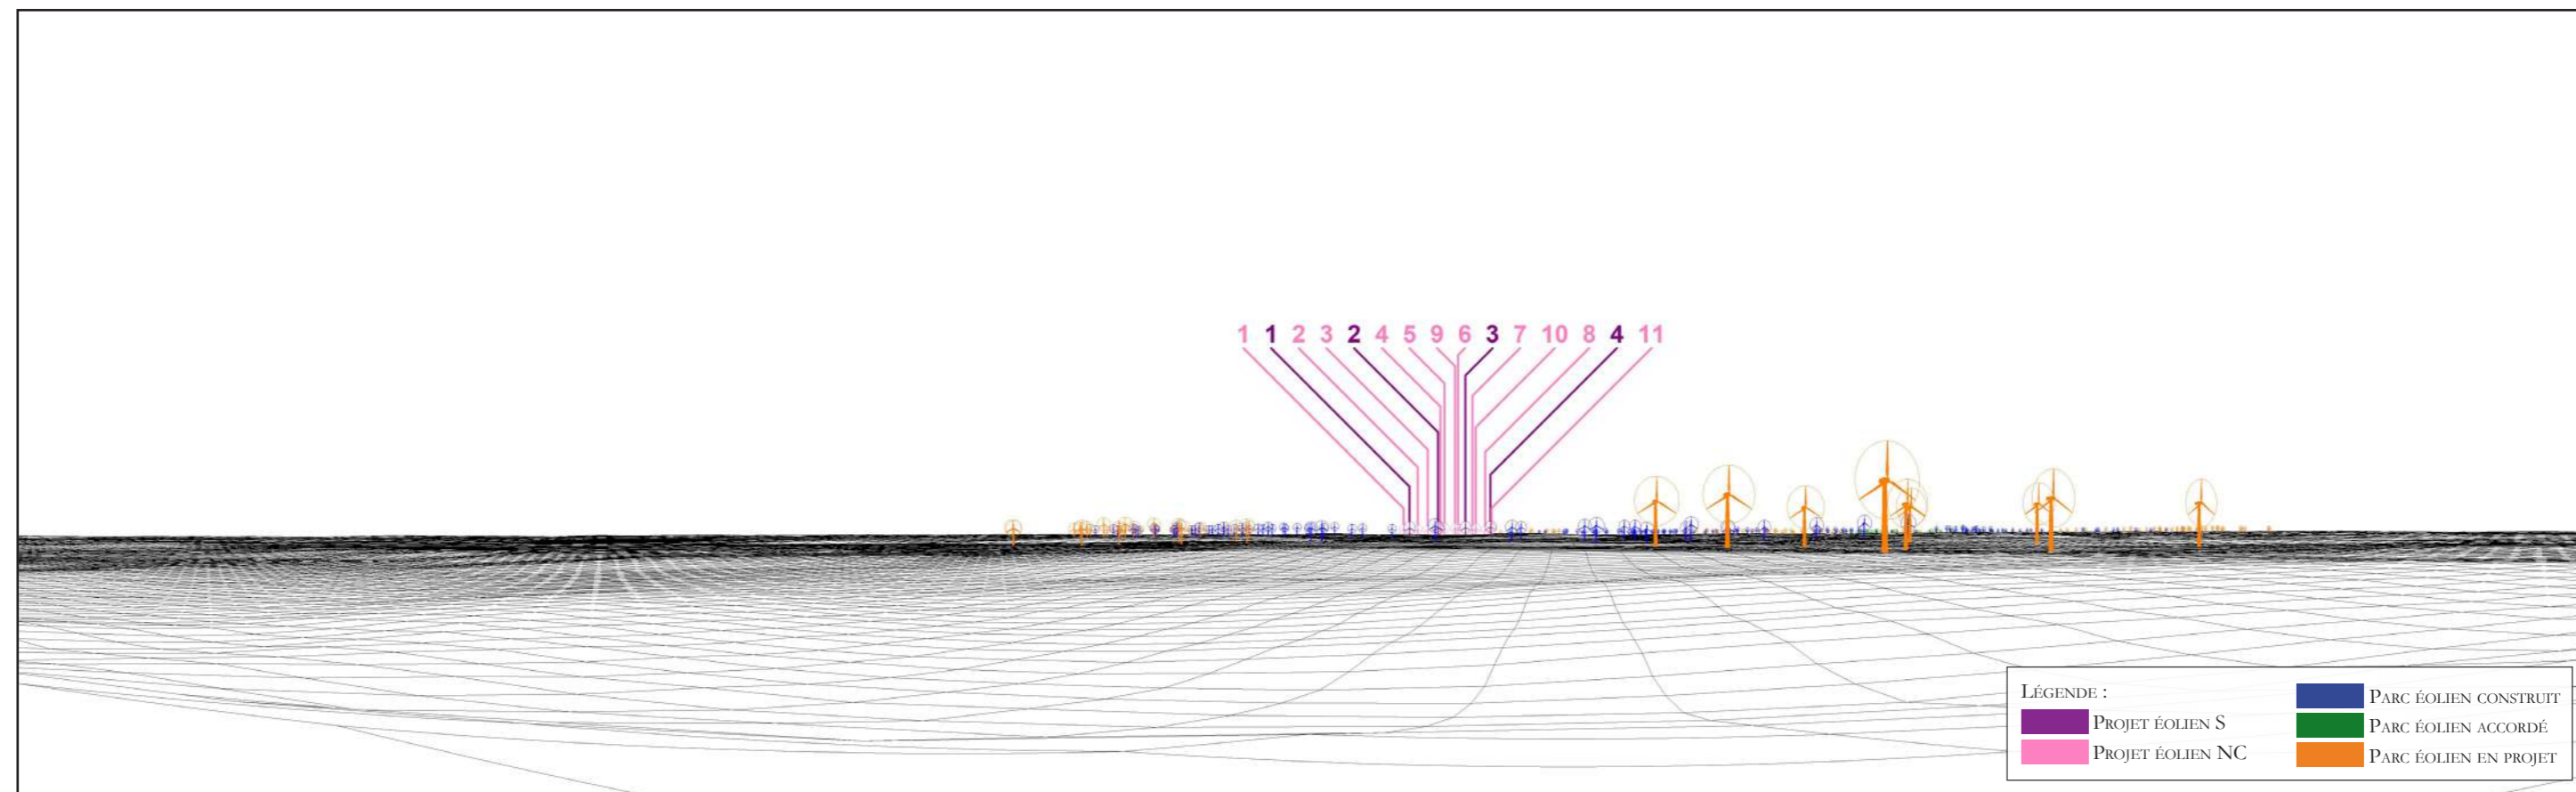 1 1 2 3 2 4 5 9 6 3 7 10 8 4 11
Légende :
Projet éolien S
Projet éolien NC
Parc éolien construit
Parc éolien accordé
Parc éolien en projet